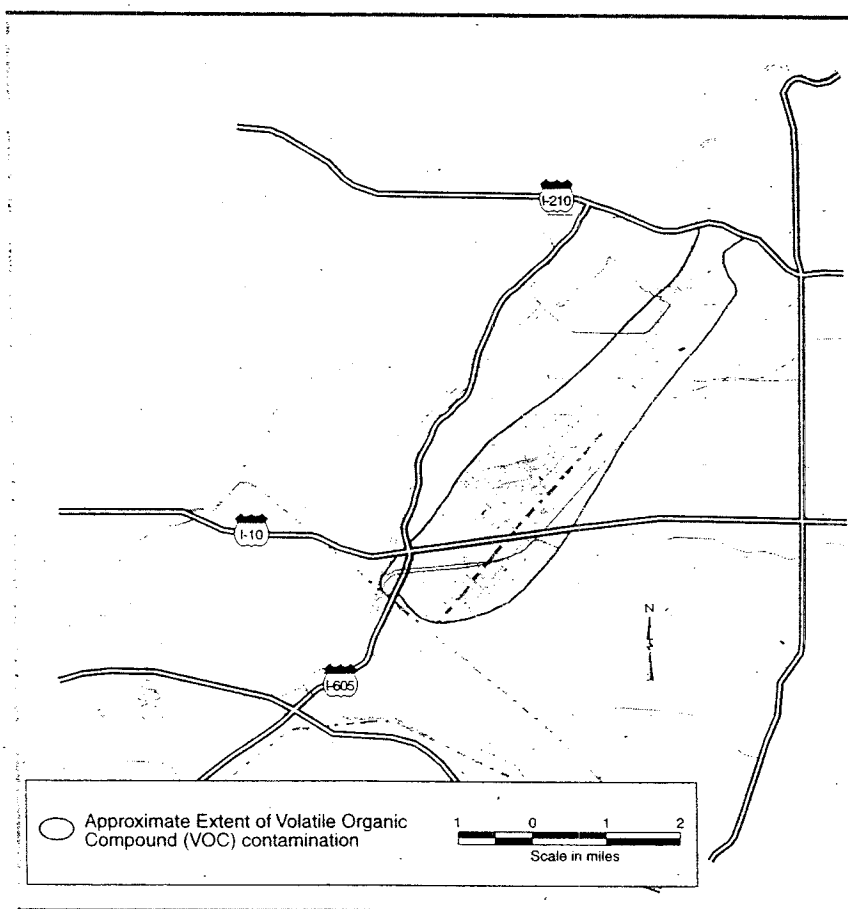 I-210
I-10
N
I-605
Approximate Extent of Volatile Organic
Compound (VOC) contamination
1 0 1 2
Scale in miles